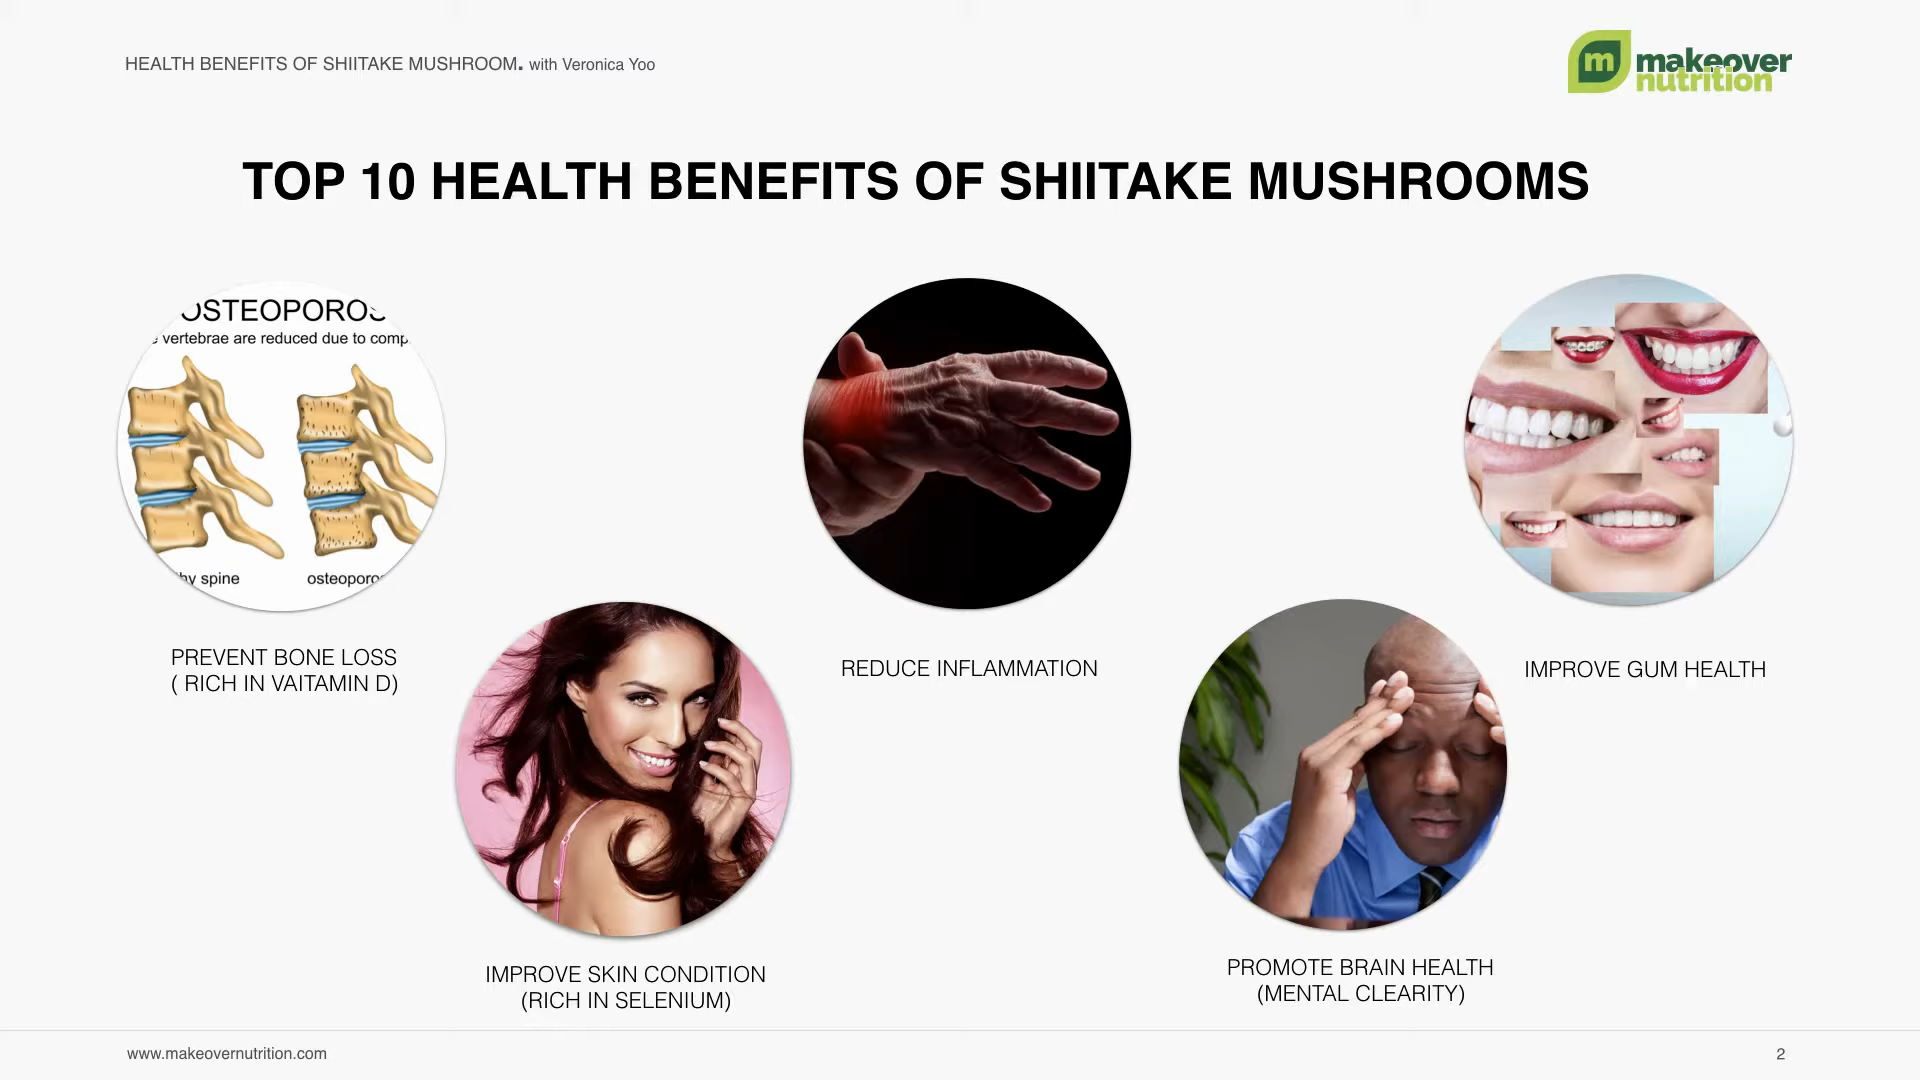 HEALTH BENEFITS OF SHIITAKE MUSHROOM. with Veronica Yoo
m makeover
nutrition
TOP 10 HEALTH BENEFITS OF SHIITAKE MUSHROOMS
OSTEOPOROS
vertebrae are reduced due to comp
hy spine
osteoporo
PREVENT BONE LOSS
( RICH IN VAITAMIN D)
REDUCE INFLAMMATION
IMPROVE GUM HEALTH
IMPROVE SKIN CONDITION
(RICH IN SELENIUM)
PROMOTE BRAIN HEALTH
(MENTAL CLEARITY)
www.makeovernutrition.com
2